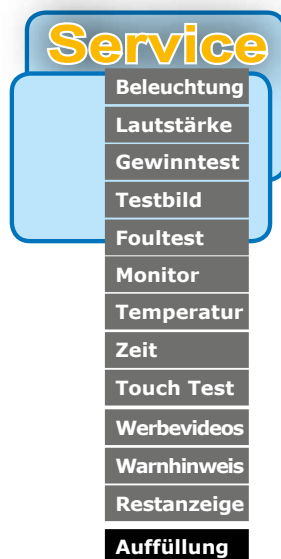 Service
Beleuchtung
Lautstärke
Gewinntest
Testbild
Foultest
Monitor
Temperatur
Zeit
Touch Test
Werbevideos
Warnhinweis
Restanzeige
Auffüllung